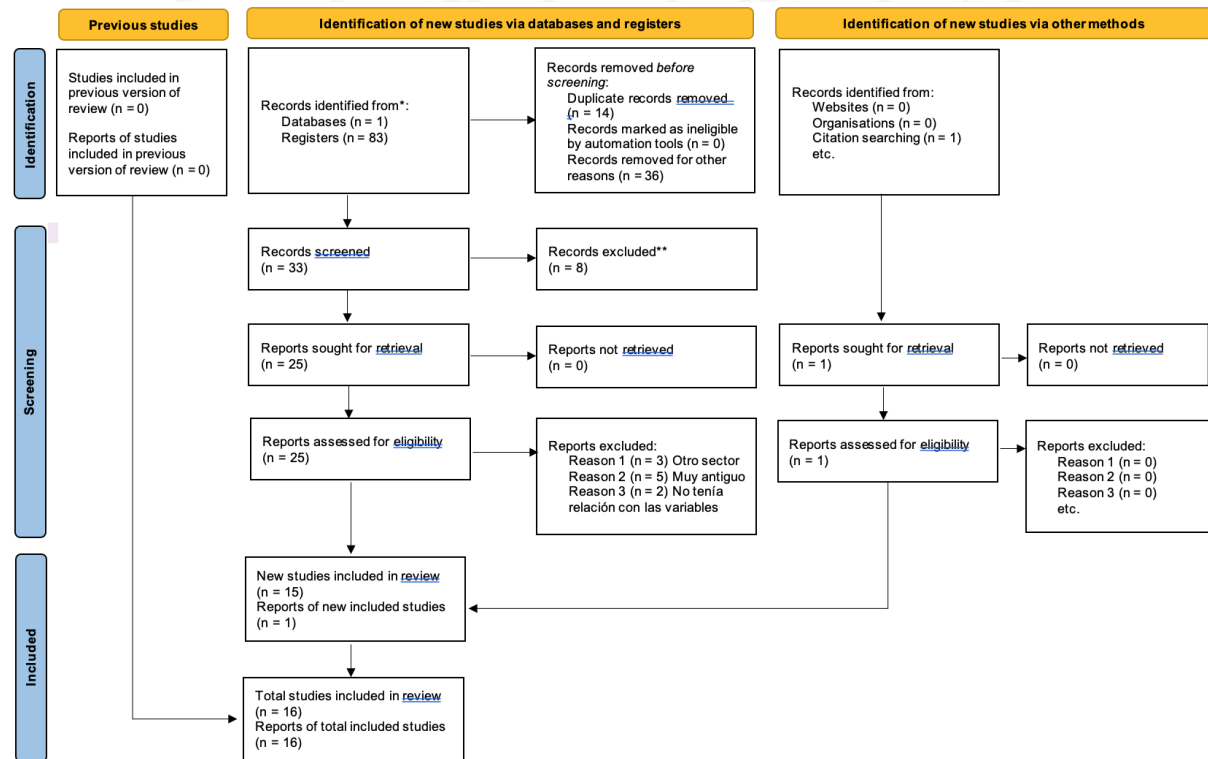 Previous studies
Identification of new studies via databases and registers
Identification of new studies via other methods
Identification
Studies included in
previous version of
review (n = 0)
Reports of studies
included in previous
version of review (n = 0)
Records identified from*:
Databases (n = 1)
Registers (n = 83)
Records removed before
screening:
Duplicate records removed
(n = 14)
Records marked as ineligible
by automation tools (n = 0)
Records removed for other
reasons (n = 36)
Records identified from:
Websites (n = 0)
Organisations (n = 0)
Citation searching (n = 1)
etc.
Screening
Records screened
(n = 33)
Records excluded**
(n = 8)
Reports sought for retrieval
(n = 25)
Reports not retrieved
(n = 0)
Reports sought for retrieval
(n = 1)
Reports not retrieved
(n = 0)
Reports assessed for eligibility
(n = 25)
Reports excluded:
Reason 1 (n = 3) Otro sector
Reason 2 (n = 5) Muy antiguo
Reason 3 (n = 2) No tenía
relación con las variables
Reports assessed for eligibility
(n = 1)
Reports excluded:
Reason 1 (n = 0)
Reason 2 (n = 0)
Reason 3 (n = 0)
etc.
Included
New studies included in review
(n = 15)
Reports of new included studies
(n = 1)
Total studies included in review
(n = 16)
Reports of total included studies
(n = 16)